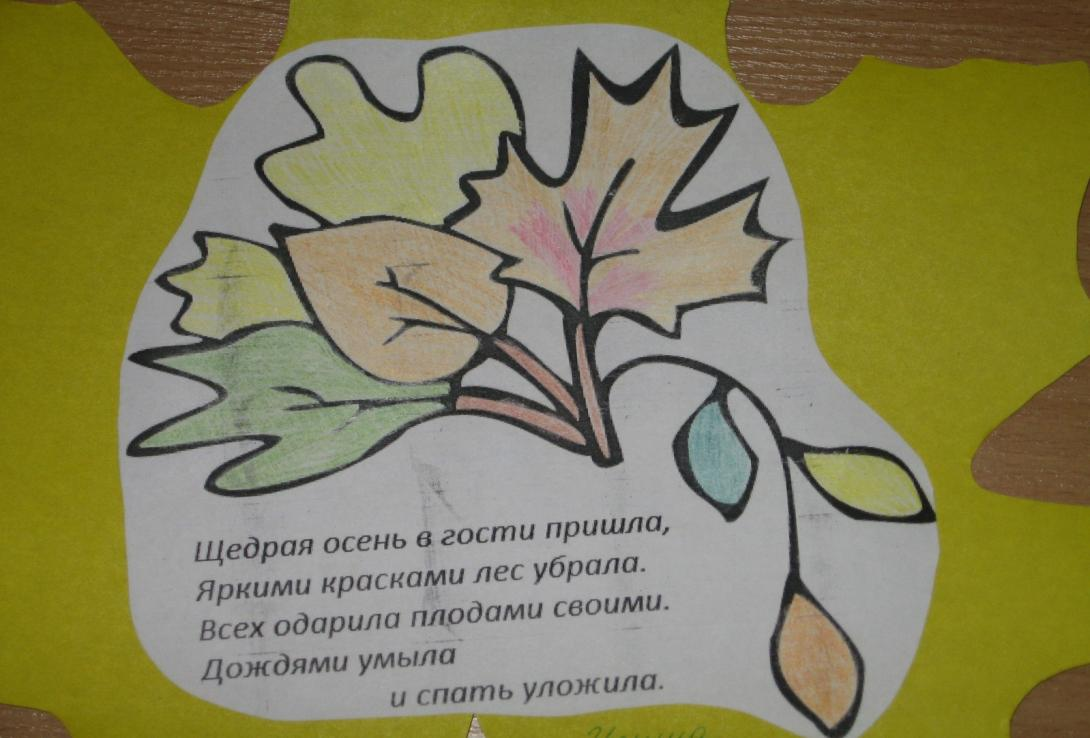 Щедрая осень в гости пришла,
Яркими красками лес убрала.
Всех одарила плодами своими.
Дождями умыла
и спать уложила.